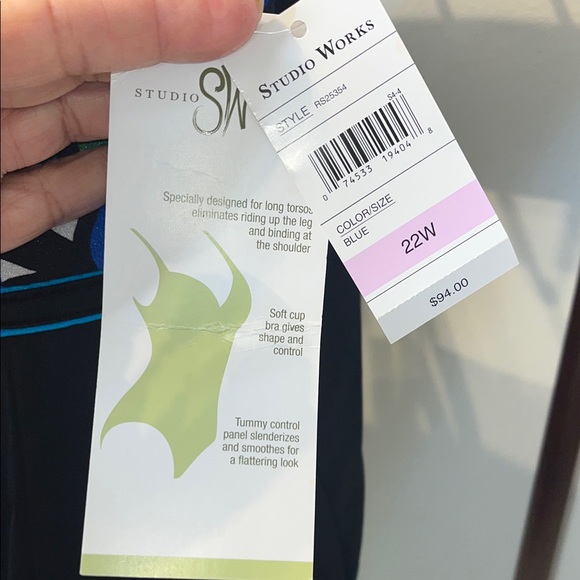 STUDIO SW
Specially designed for long torsos
eliminates riding up the leg
and binding at
the shoulder
Soft cup
bra gives
shape and
control
Tummy control
panel slenderizes
and smoothes for
a flattering look
STUDIO WORKS
STYLE RS25354
S4-4
0 74533 19404 8
COLOR/SIZE
BLUE
22W
$94.00